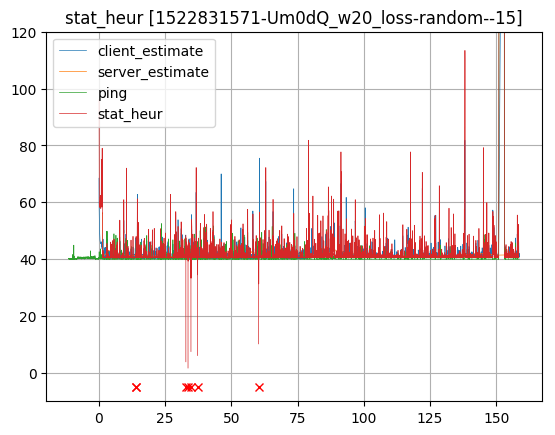 stat_heur [1522831571-Um0dQ_w20_loss-random--15]
120
100
80
60
40
20
0
client_estimate
server_estimate
ping
stat_heur
0 25 50 75 100 125 150